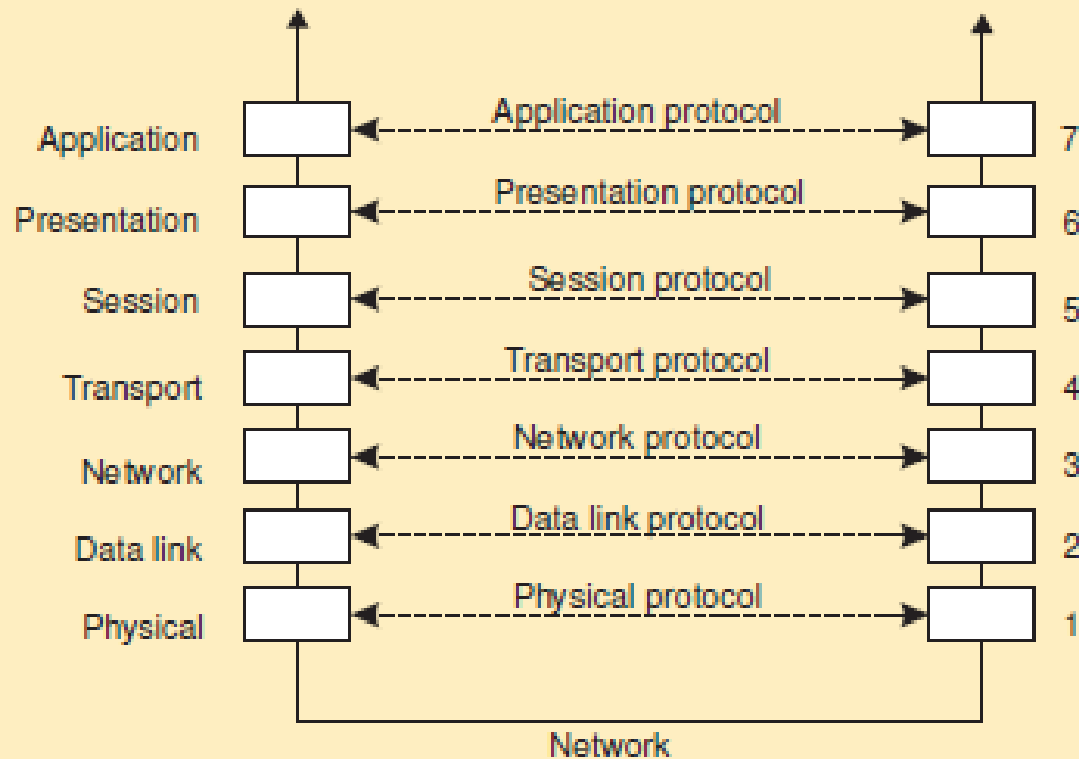 Application protocol
Application
7
Presentation protocol
Presentation
6
Session protocol
Session
5
Transport protocol
Transport
4
Network protocol
Network
3
Data link protocol
Data link
2
Physical protocol
Physical
1
Network